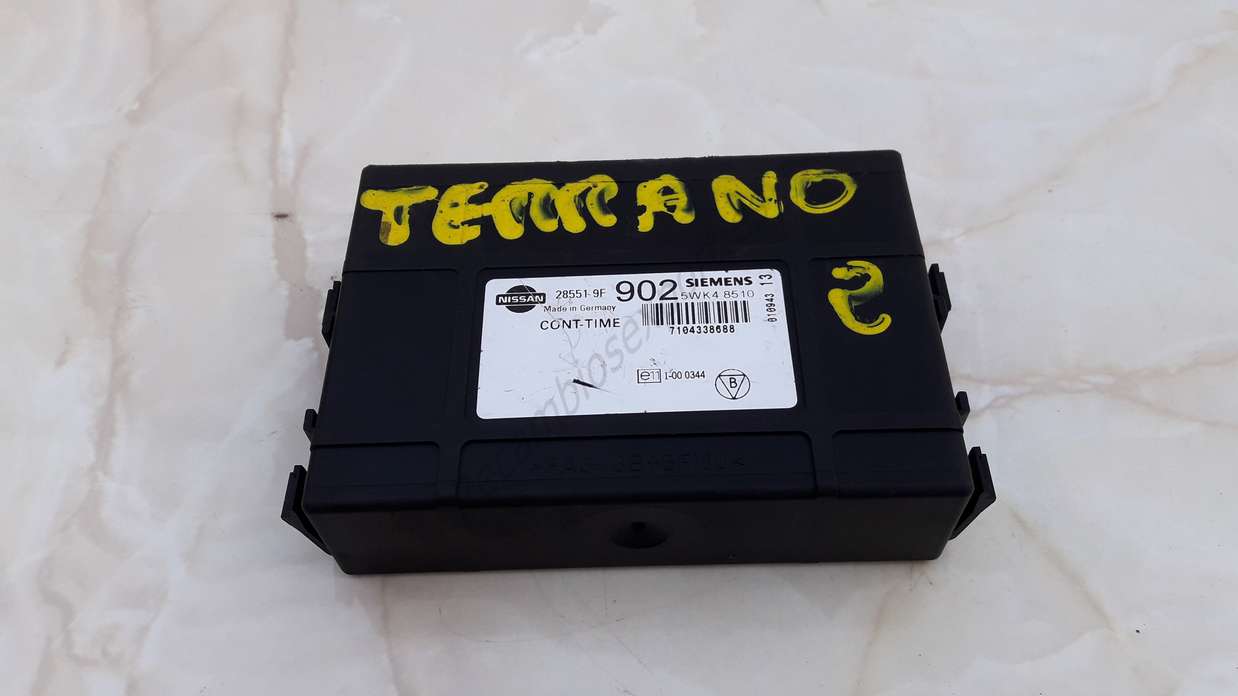 TERRANO
2
NISSAN
28551-9F 902 SIEMENS
Made in Germany 5WK4 8510
CONT-TIME
7104338688
010943 13
e11 1-00 0344
B